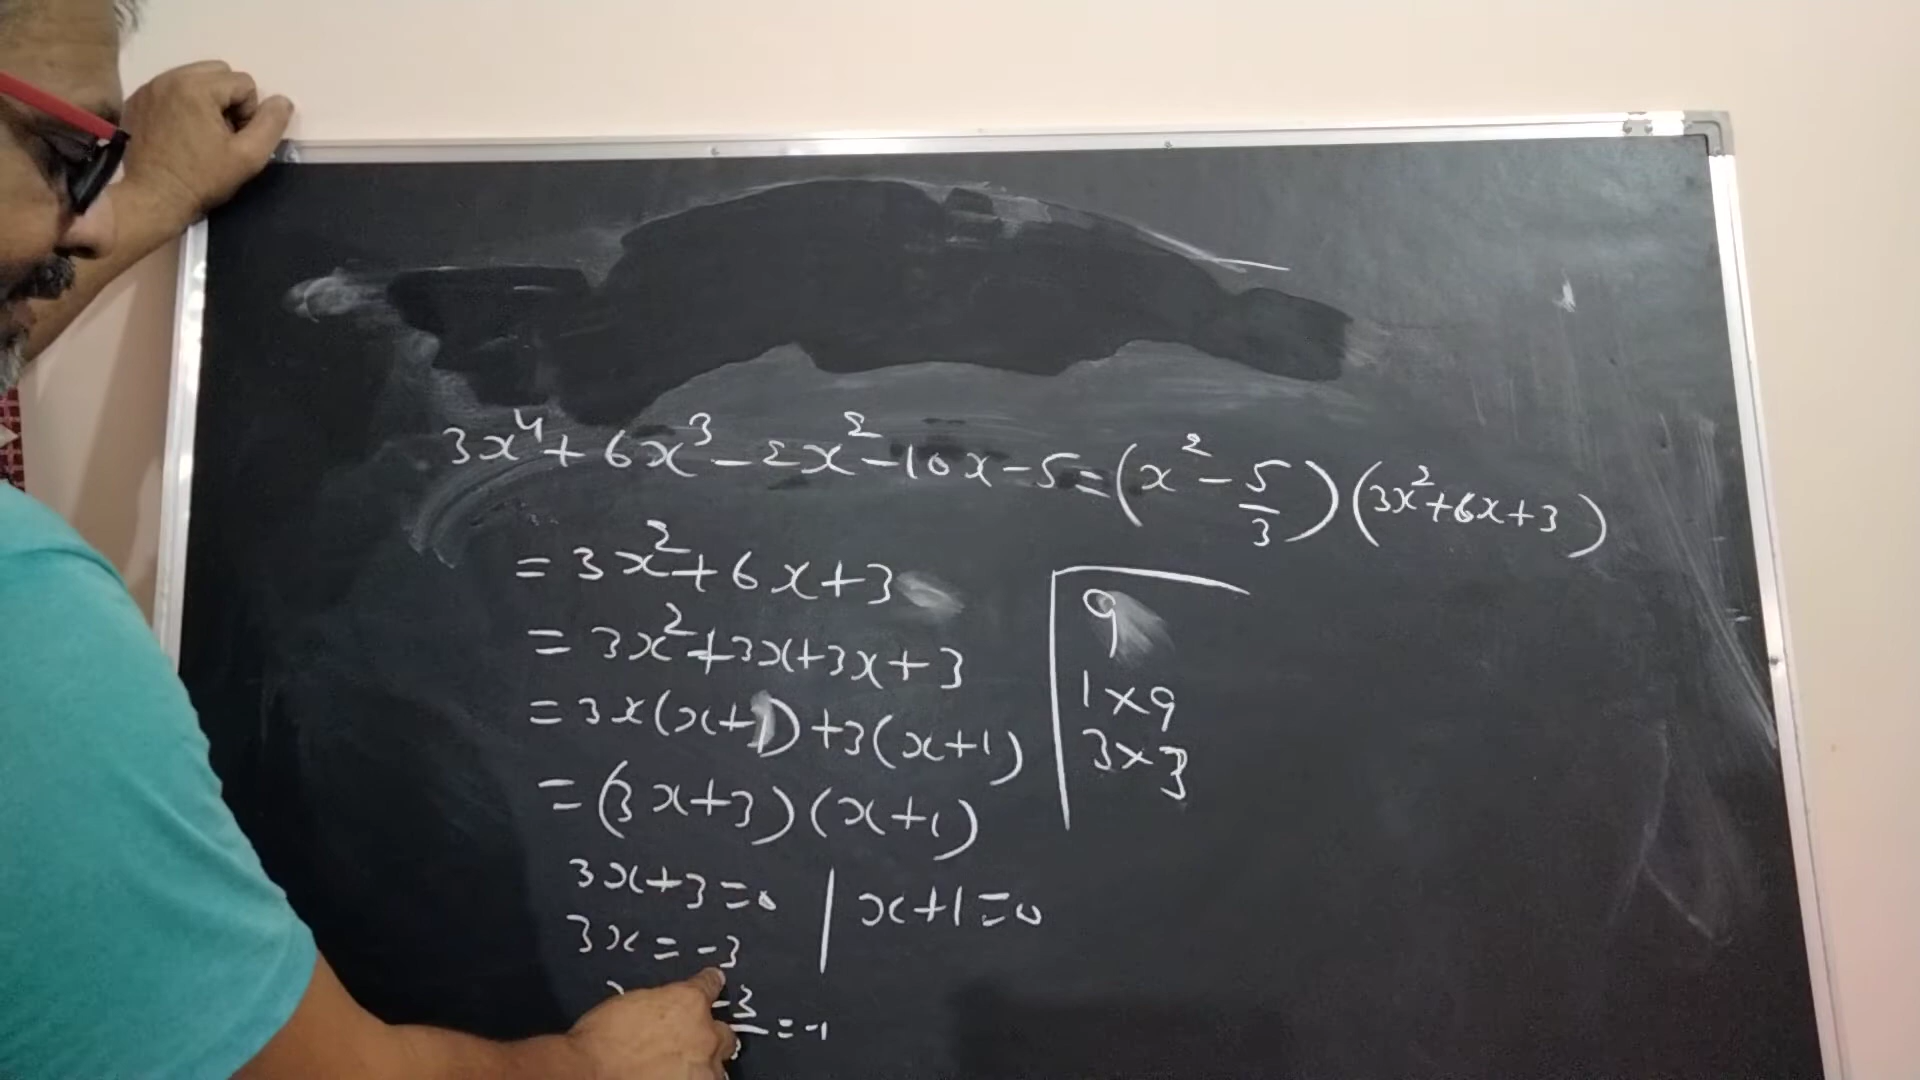 3x⁴+6x³-2x²-10x-5=(x²-5/3)(3x²+6x+3)
=3x²+6x+3
=3x²+3x+3x+3
=3x(x+1)+3(x+1)
=(3x+3)(x+1)
9
1×9
3×3
3x+3=0
3x=-3
-3/3=-1
x+1=0